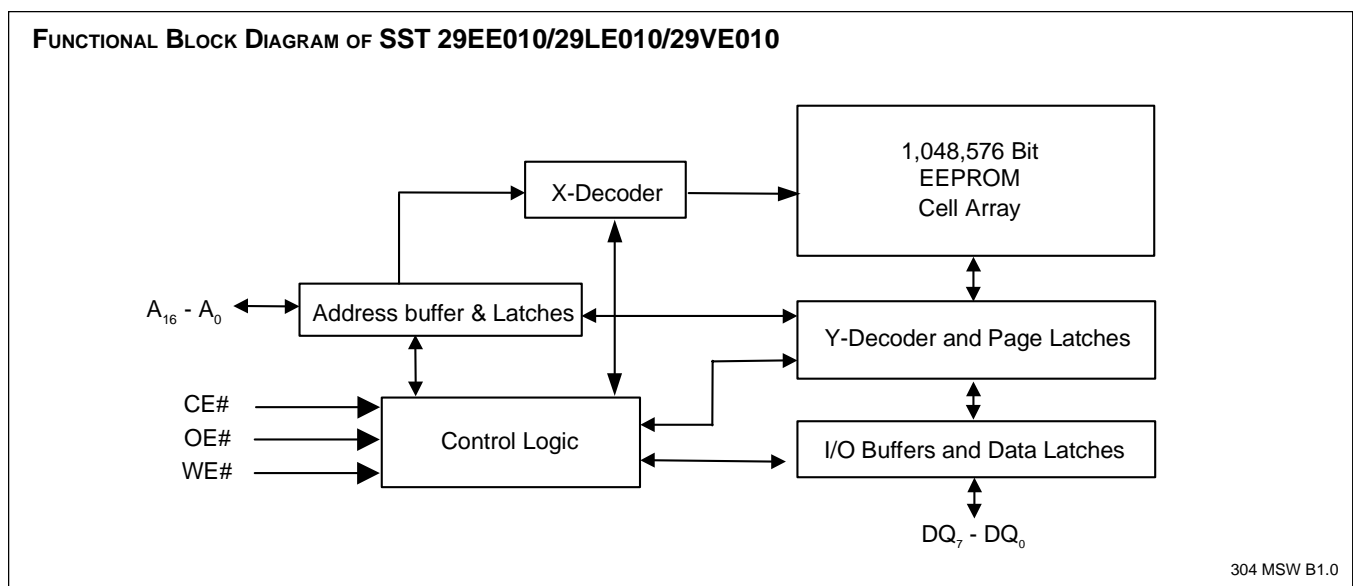 FUNCTIONAL BLOCK DIAGRAM OF SST 29EE010/29LE010/29VE010
1,048,576 Bit
EEPROM
Cell Array
X-Decoder
A16 - A0
Address buffer & Latches
Y-Decoder and Page Latches
CE#
OE#
WE#
Control Logic
I/O Buffers and Data Latches
DQ7 - DQ0
304 MSW B1.0